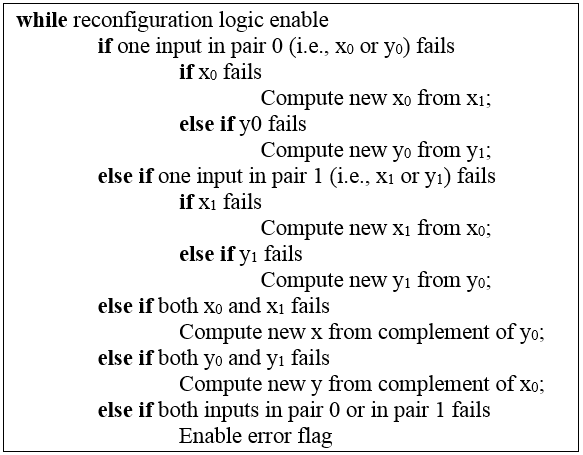 while reconfiguration logic enable
if one input in pair 0 (i.e., x₀ or y₀) fails
if x₀ fails
Compute new x₀ from x₁;
else if y0 fails
Compute new y₀ from y₁;
else if one input in pair 1 (i.e., x₁ or y₁) fails
if x₁ fails
Compute new x₁ from x₀;
else if y₁ fails
Compute new y₁ from y₀;
else if both x₀ and x₁ fails
Compute new x from complement of y₀;
else if both y₀ and y₁ fails
Compute new y from complement of x₀;
else if both inputs in pair 0 or in pair 1 fails
Enable error flag